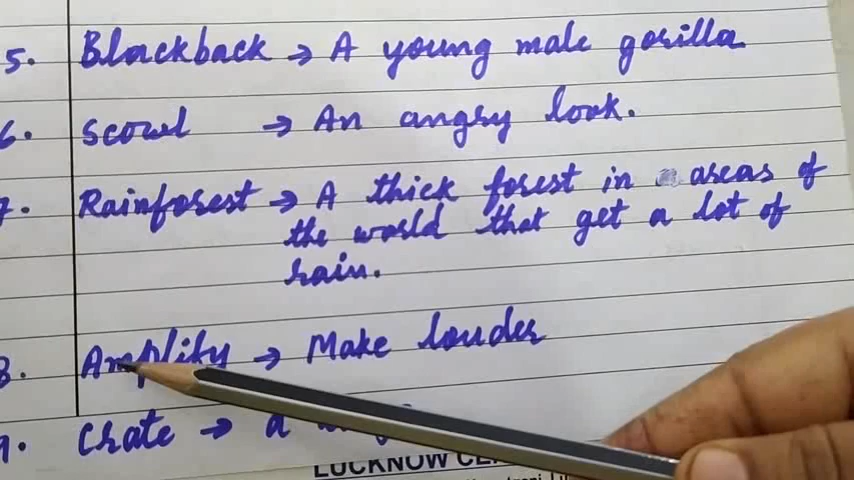 5. Blackback → A young male gorilla
6. Scowl → An angry look.
7. Rainforest → A thick forest in areas of
the world that get a lot of
rain.
8. Amplify → Make louder
9. Crate → a
LUCKNOW